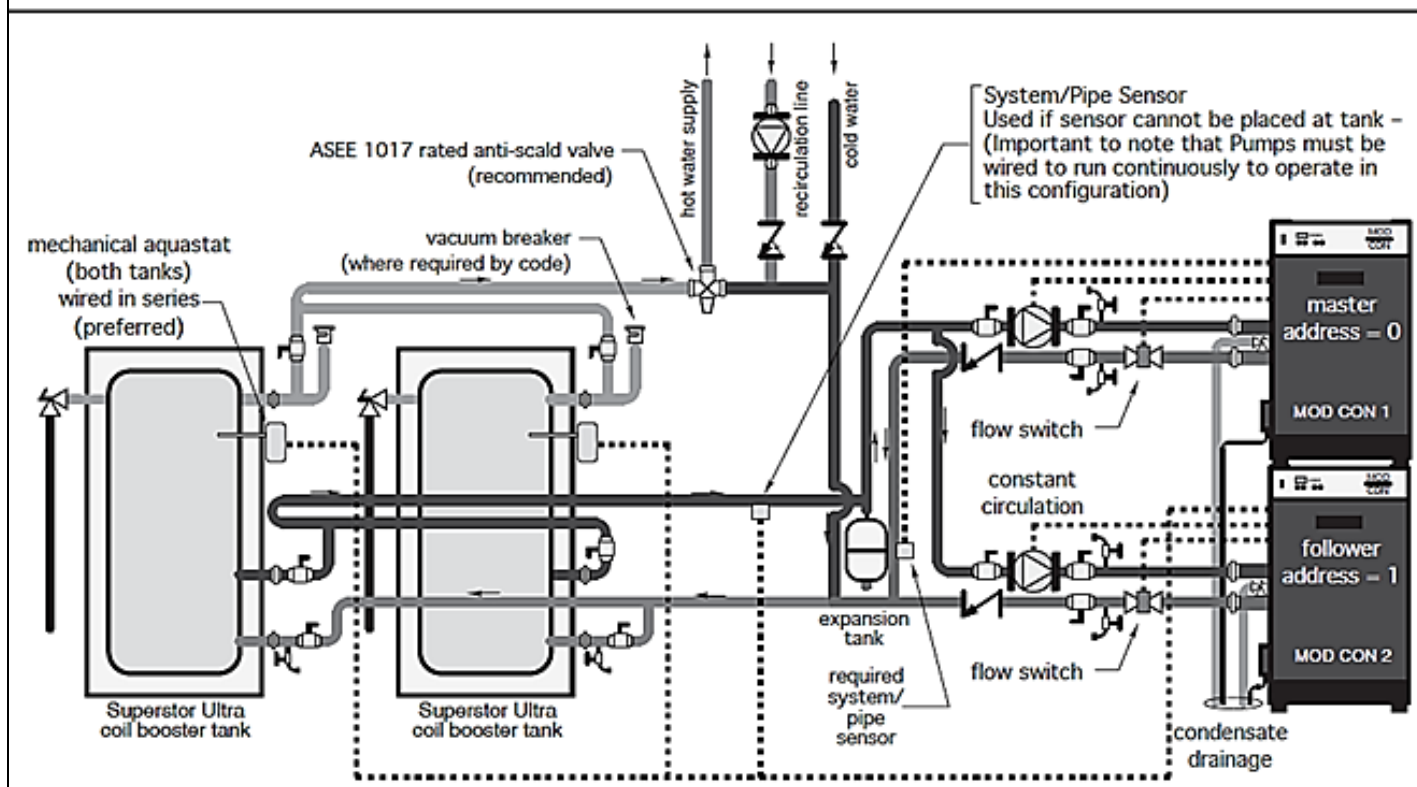 hot water supply
recirculation line
cold water
System/Pipe Sensor
Used if sensor cannot be placed at tank –
(Important to note that Pumps must be
wired to run continuously to operate in
this configuration)
ASEE 1017 rated anti-scald valve
(recommended)
mechanical aquastat
(both tanks)
wired in series
(preferred)
vacuum breaker
(where required by code)
MOD
CON
master
address = 0
MOD CON 1
flow switch
constant
circulation
MOD
CON
follower
address = 1
MOD CON 2
expansion
tank
flow switch
required
system/
pipe
sensor
Superstor Ultra
coil booster tank
Superstor Ultra
coil booster tank
condensate
drainage